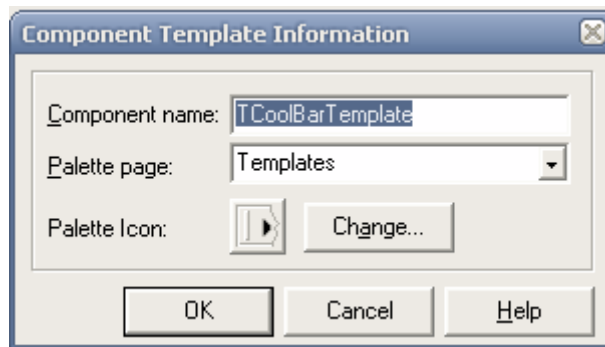 Component Template Information
Component name: TCoolBarTemplate
Palette page: Templates
Palette Icon: Change...
OK Cancel Help